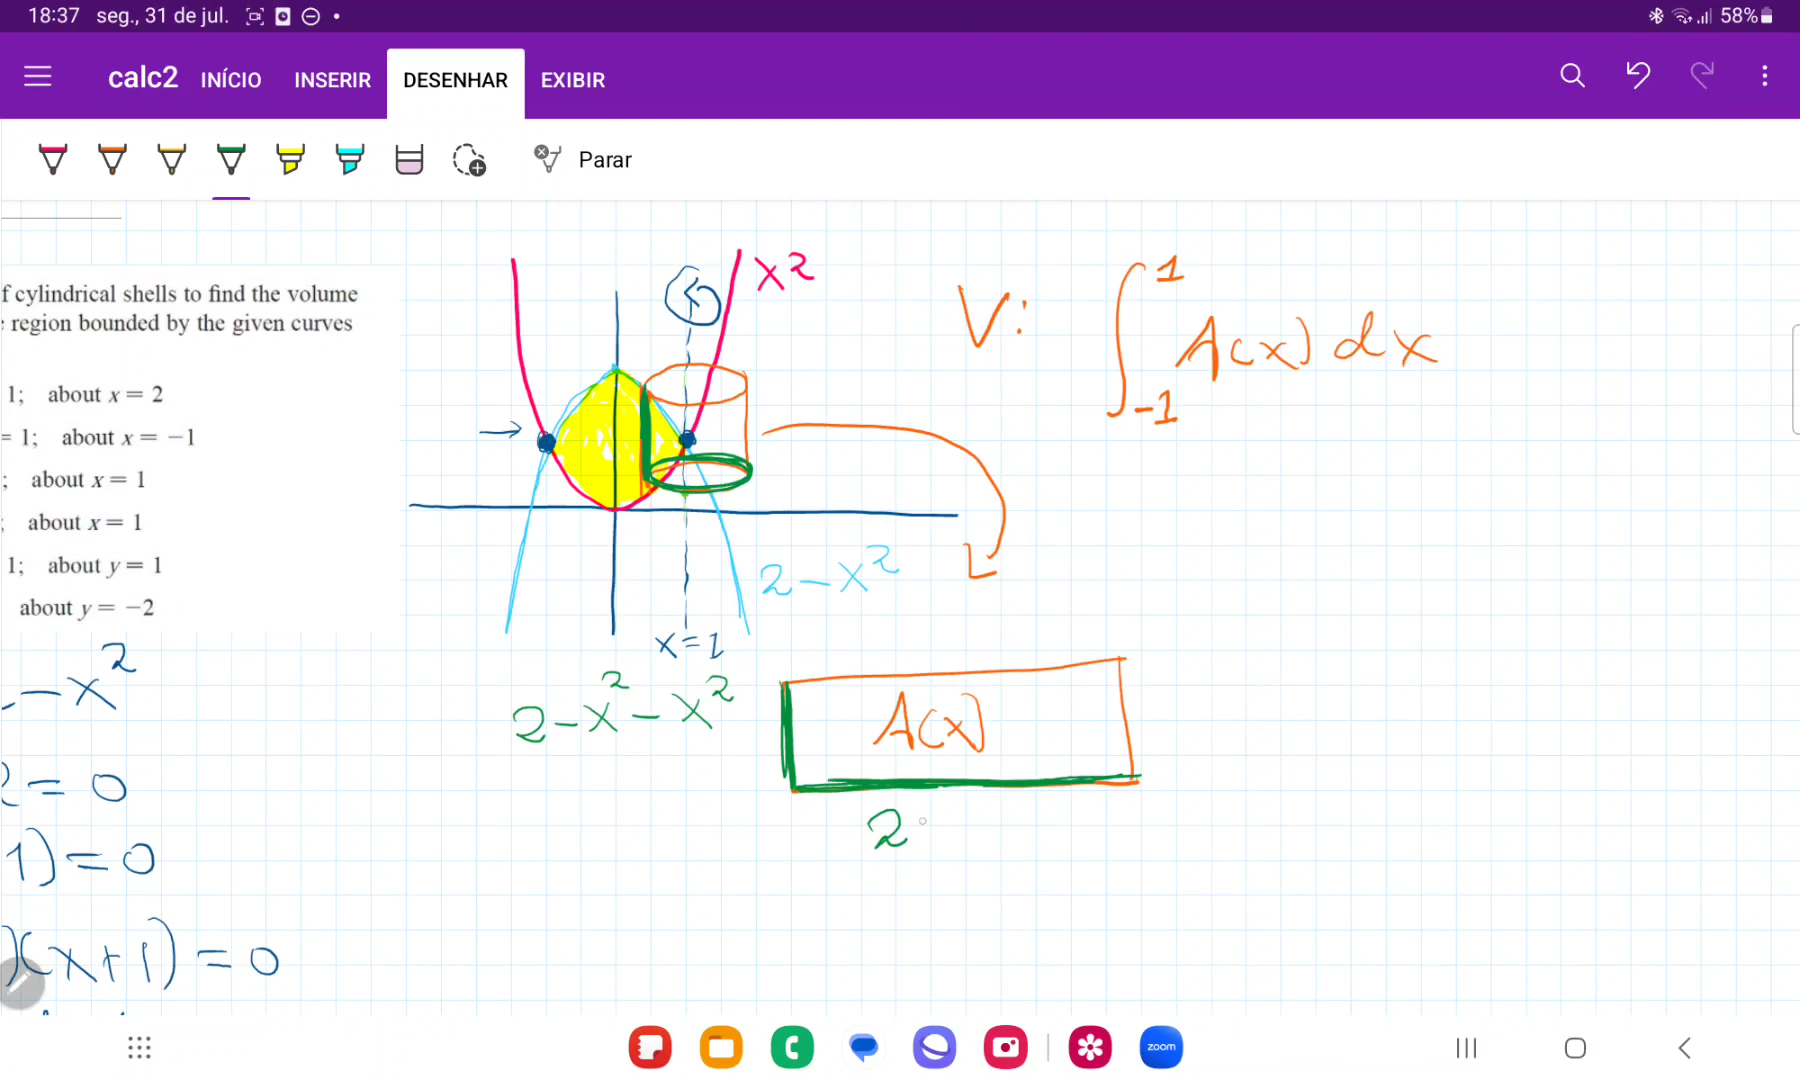 18:37 seg., 31 de jul.
58%
calc2 INÍCIO INSERIR DESENHAR EXIBIR
Parar
f cylindrical shells to find the volume
region bounded by the given curves
1; about x = 2
= 1; about x = −1
; about x = 1
; about x = 1
1; about y = 1
about y = −2
x²
V: ∫₋₁¹ A(x) dx
2 − x²
x = 1
− x²
2 − x² − x²
A(x)
2 = 0
2
1) = 0
)(x+1) = 0
zoom